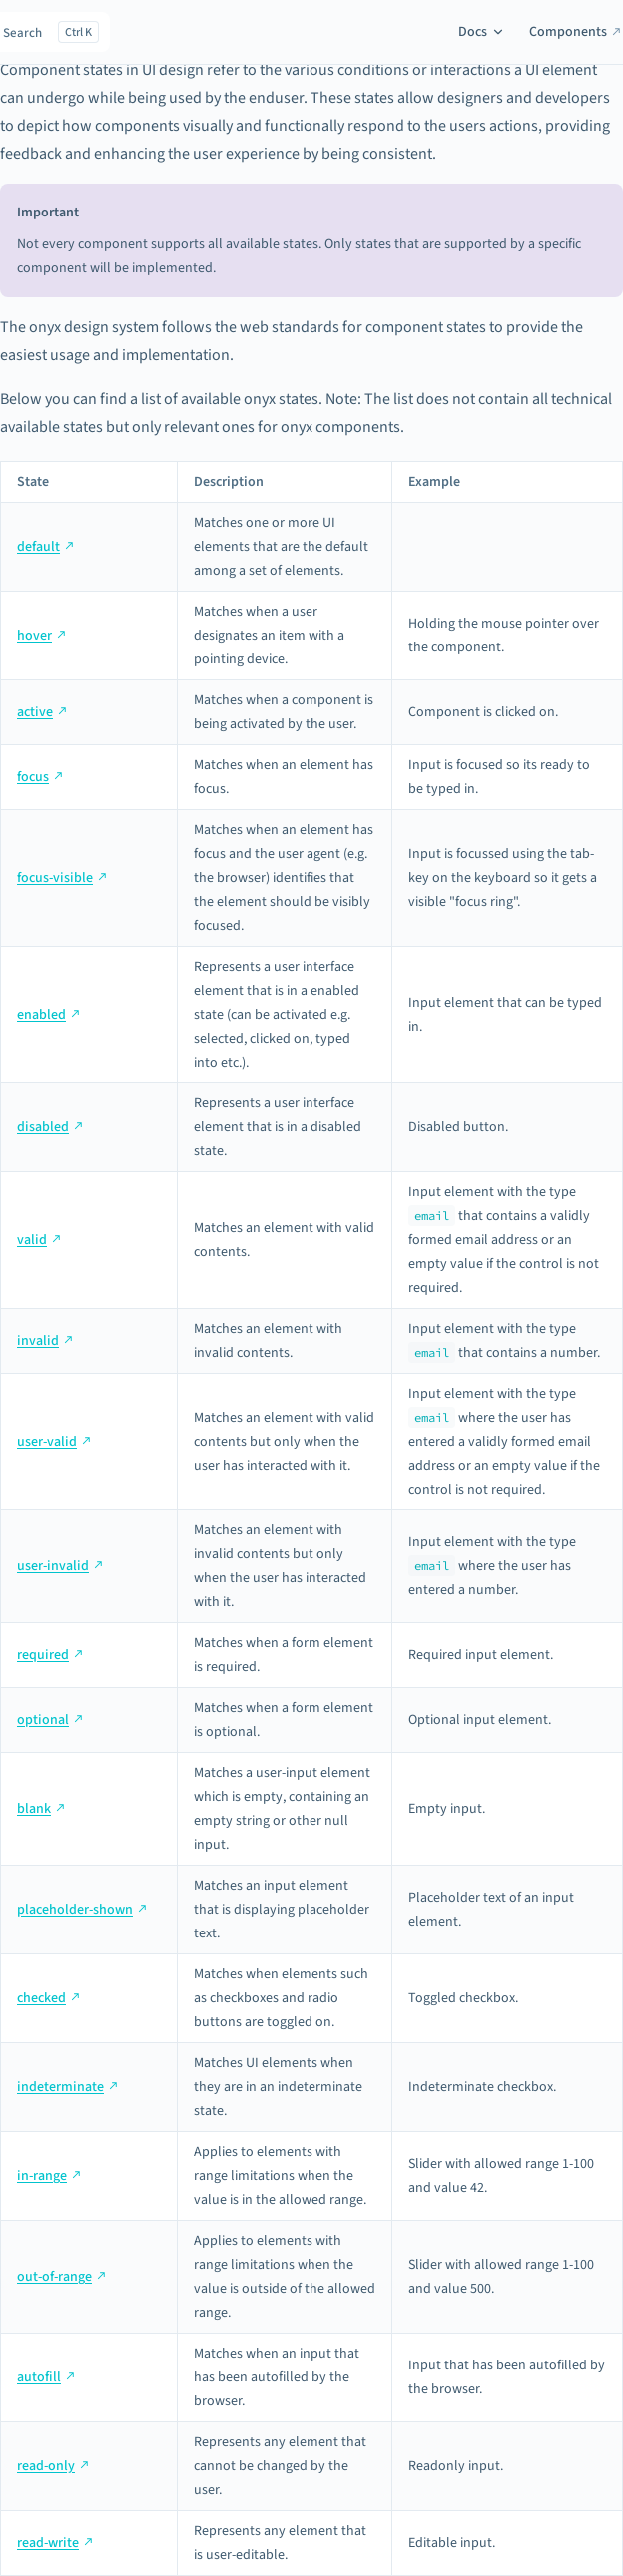 Search Ctrl K Docs Components
Component states in UI design refer to the various conditions or interactions a UI element
can undergo while being used by the enduser. These states allow designers and developers
to depict how components visually and functionally respond to the users actions, providing
feedback and enhancing the user experience by being consistent.
Important
Not every component supports all available states. Only states that are supported by a specific
component will be implemented.
The onyx design system follows the web standards for component states to provide the
easiest usage and implementation.
Below you can find a list of available onyx states. Note: The list does not contain all technical
available states but only relevant ones for onyx components.
State Description Example
default
Matches one or more UI
elements that are the default
among a set of elements.
hover
Matches when a user
designates an item with a
pointing device.
Holding the mouse pointer over
the component.
active
Matches when a component is
being activated by the user.
Component is clicked on.
focus
Matches when an element has
focus.
Input is focused so its ready to
be typed in.
focus-visible
Matches when an element has
focus and the user agent (e.g.
the browser) identifies that
the element should be visibly
focused.
Input is focussed using the tab-
key on the keyboard so it gets a
visible "focus ring".
enabled
Represents a user interface
element that is in a enabled
state (can be activated e.g.
selected, clicked on, typed
into etc.).
Input element that can be typed
in.
disabled
Represents a user interface
element that is in a disabled
state.
Disabled button.
valid
Matches an element with valid
contents.
Input element with the type
email that contains a validly
formed email address or an
empty value if the control is not
required.
invalid
Matches an element with
invalid contents.
Input element with the type
email that contains a number.
user-valid
Matches an element with valid
contents but only when the
user has interacted with it.
Input element with the type
email where the user has
entered a validly formed email
address or an empty value if the
control is not required.
user-invalid
Matches an element with
invalid contents but only
when the user has interacted
with it.
Input element with the type
email where the user has
entered a number.
required
Matches when a form element
is required.
Required input element.
optional
Matches when a form element
is optional.
Optional input element.
blank
Matches a user-input element
which is empty, containing an
empty string or other null
input.
Empty input.
placeholder-shown
Matches an input element
that is displaying placeholder
text.
Placeholder text of an input
element.
checked
Matches when elements such
as checkboxes and radio
buttons are toggled on.
Toggled checkbox.
indeterminate
Matches UI elements when
they are in an indeterminate
state.
Indeterminate checkbox.
in-range
Applies to elements with
range limitations when the
value is in the allowed range.
Slider with allowed range 1-100
and value 42.
out-of-range
Applies to elements with
range limitations when the
value is outside of the allowed
range.
Slider with allowed range 1-100
and value 500.
autofill
Matches when an input that
has been autofilled by the
browser.
Input that has been autofilled by
the browser.
read-only
Represents any element that
cannot be changed by the
user.
Readonly input.
read-write
Represents any element that
is user-editable.
Editable input.